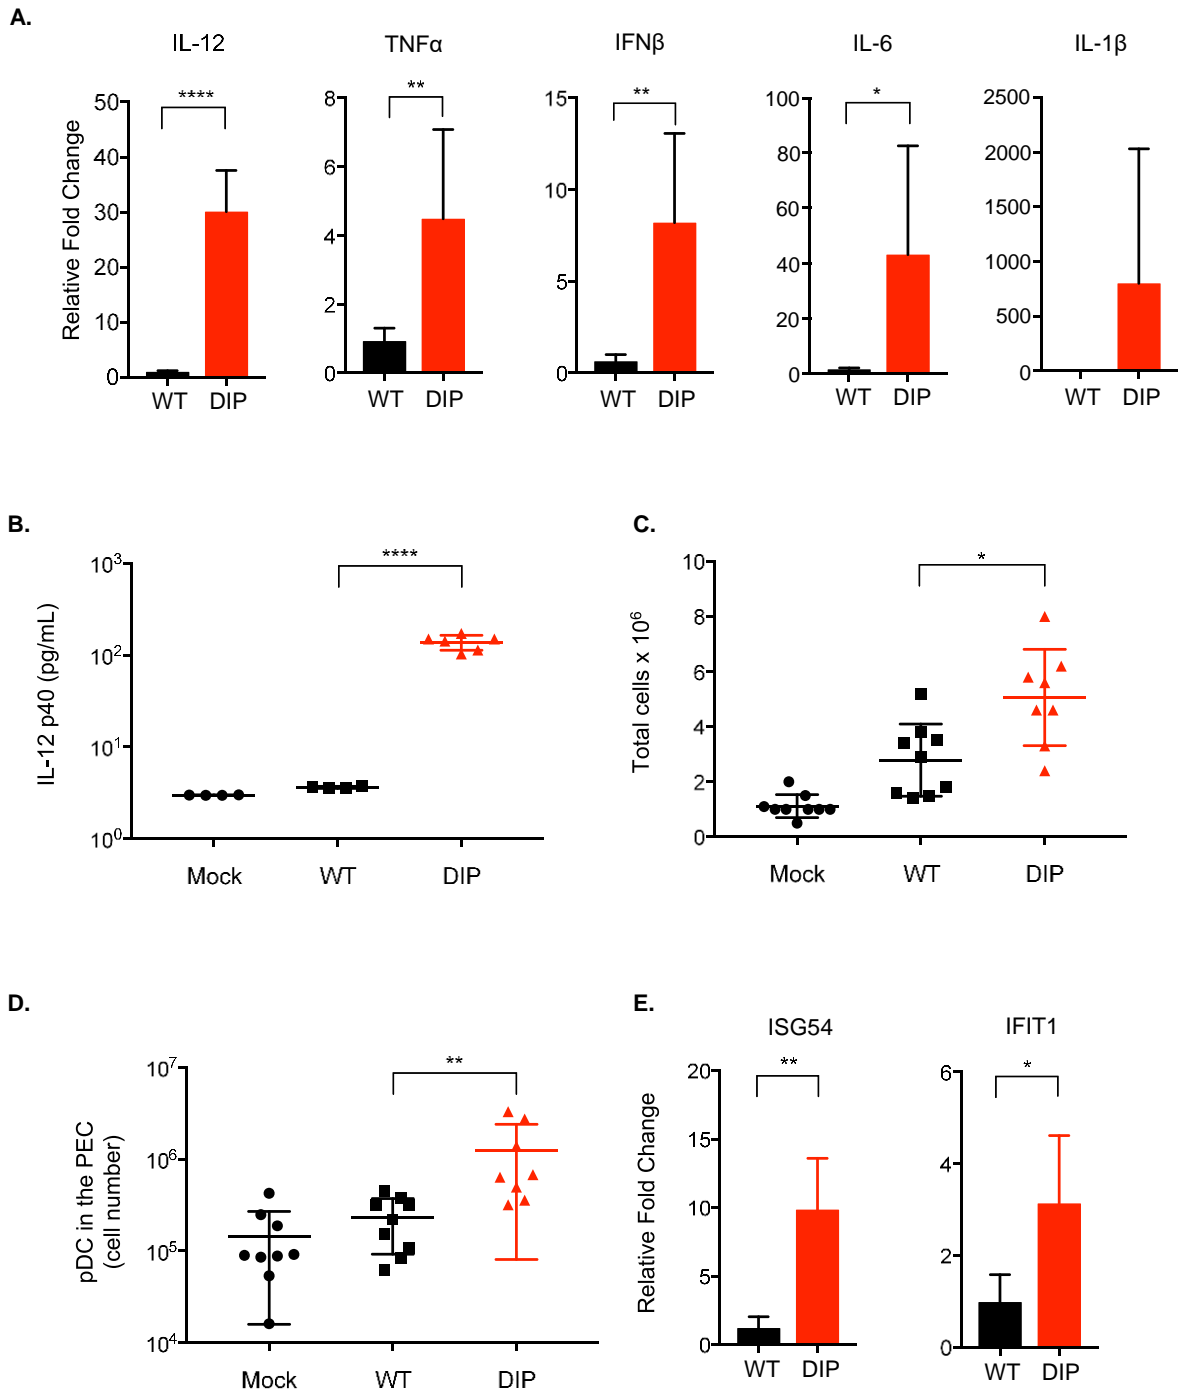 A.
IL-12
TNFα
IFNβ
IL-6
IL-1β
Relative Fold Change
50
40
30
20
10
0
****
WT DIP
8
6
4
2
0
**
WT DIP
15
10
5
0
**
WT DIP
100
80
60
40
20
0
*
WT DIP
2500
2000
1500
1000
500
0
WT DIP
B.
IL-12 p40 (pg/mL)
10³
10²
10¹
10⁰
****
Mock WT DIP
C.
Total cells x 10⁶
10
8
6
4
2
0
*
Mock WT DIP
D.
pDC in the PEC
(cell number)
10⁷
10⁶
10⁵
10⁴
**
Mock WT DIP
E.
ISG54
IFIT1
Relative Fold Change
20
15
10
5
0
**
WT DIP
6
4
2
0
*
WT DIP